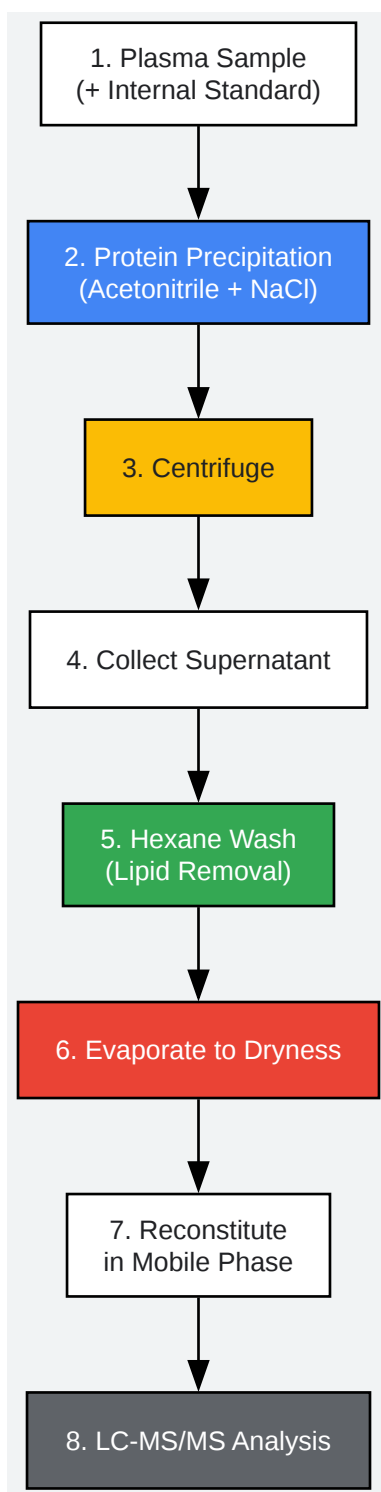 1. Plasma Sample
(+ Internal Standard)
2. Protein Precipitation
(Acetonitrile + NaCl)
3. Centrifuge
4. Collect Supernatant
5. Hexane Wash
(Lipid Removal)
6. Evaporate to Dryness
7. Reconstitute
in Mobile Phase
8. LC-MS/MS Analysis